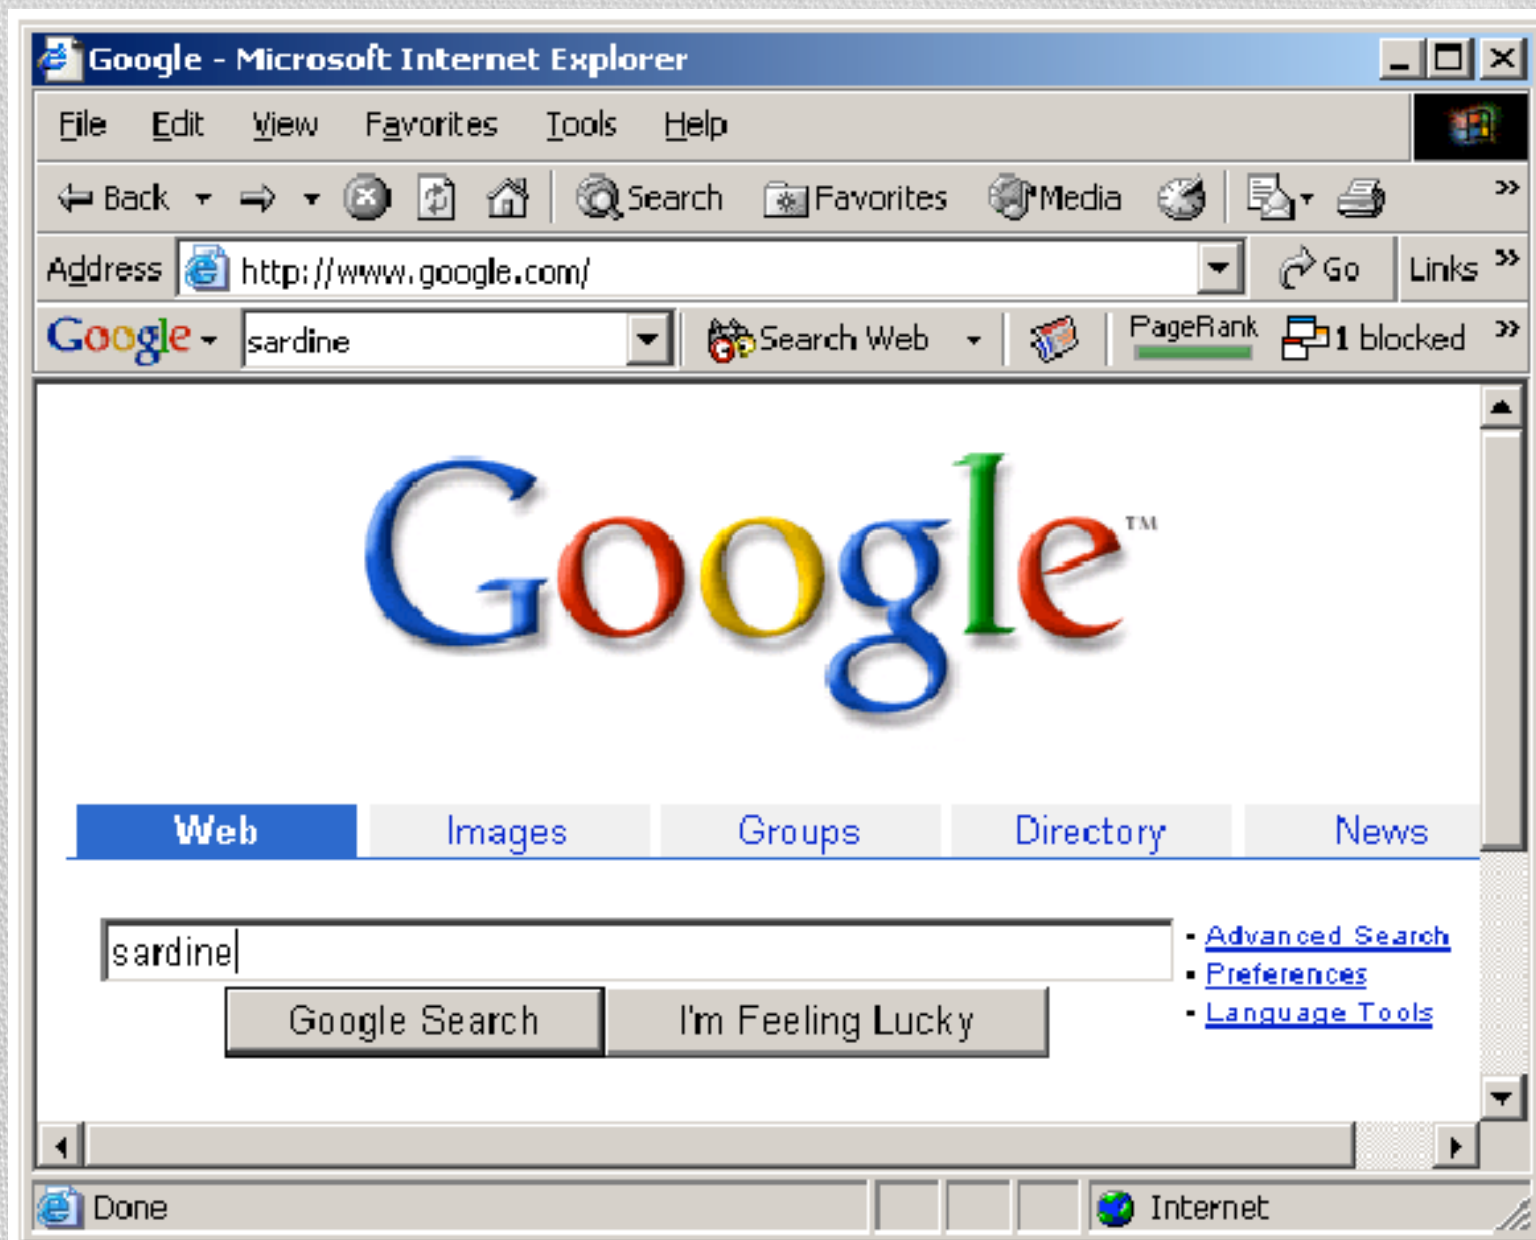 Google - Microsoft Internet Explorer
File Edit View Favorites Tools Help
Back Search Favorites Media »
Address http://www.google.com/ Go Links »
Google sardine Search Web PageRank 1 blocked »
Google™
Web Images Groups Directory News
sardine
Google Search I'm Feeling Lucky
- Advanced Search
- Preferences
- Language Tools
Done Internet